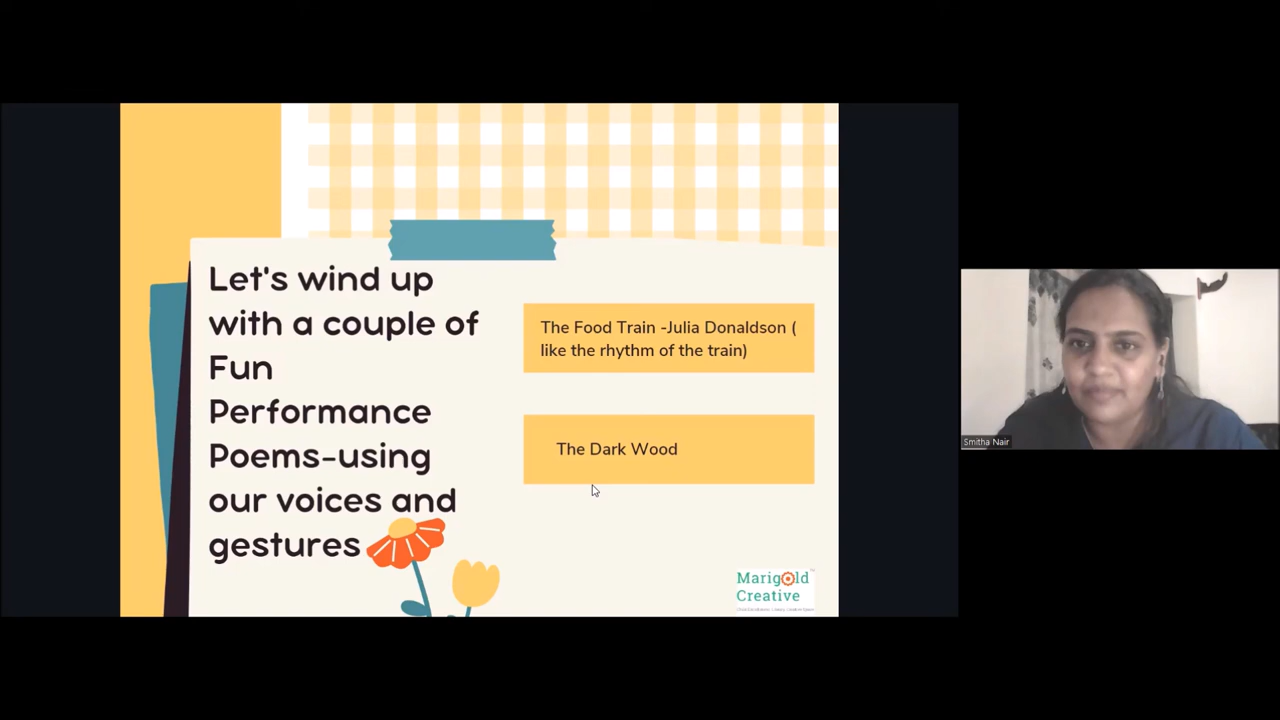 Let's wind up
with a couple of
Fun
Performance
Poems-using
our voices and
gestures
The Food Train -Julia Donaldson (
like the rhythm of the train)
The Dark Wood
Marigold
Creative
Smitha Nair